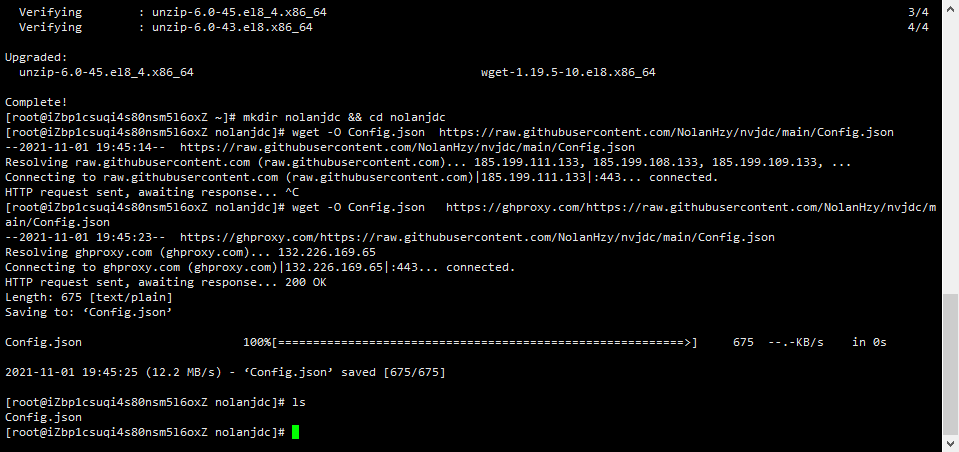 Verifying        : unzip-6.0-45.el8_4.x86_64                                                                                   3/4
Verifying        : unzip-6.0-43.el8.x86_64                                                                                     4/4
Upgraded:
unzip-6.0-45.el8_4.x86_64                                         wget-1.19.5-10.el8.x86_64
Complete!
[root@iZbp1csuqi4s80nsm5l6oxZ ~]# mkdir nolanjdc && cd nolanjdc
[root@iZbp1csuqi4s80nsm5l6oxZ nolanjdc]# wget -O Config.json  https://raw.githubusercontent.com/NolanHzy/nvjdc/main/Config.json
--2021-11-01 19:45:14--  https://raw.githubusercontent.com/NolanHzy/nvjdc/main/Config.json
Resolving raw.githubusercontent.com (raw.githubusercontent.com)... 185.199.111.133, 185.199.108.133, 185.199.109.133, ...
Connecting to raw.githubusercontent.com (raw.githubusercontent.com)|185.199.111.133|:443... connected.
HTTP request sent, awaiting response... ^C
[root@iZbp1csuqi4s80nsm5l6oxZ nolanjdc]# wget -O Config.json   https://ghproxy.com/https://raw.githubusercontent.com/NolanHzy/nvjdc/m
ain/Config.json
--2021-11-01 19:45:23--  https://ghproxy.com/https://raw.githubusercontent.com/NolanHzy/nvjdc/main/Config.json
Resolving ghproxy.com (ghproxy.com)... 132.226.169.65
Connecting to ghproxy.com (ghproxy.com)|132.226.169.65|:443... connected.
HTTP request sent, awaiting response... 200 OK
Length: 675 [text/plain]
Saving to: ‘Config.json’
Config.json                       100%[==========================================================>]     675  --.-KB/s    in 0s
2021-11-01 19:45:25 (12.2 MB/s) - ‘Config.json’ saved [675/675]
[root@iZbp1csuqi4s80nsm5l6oxZ nolanjdc]# ls
Config.json
[root@iZbp1csuqi4s80nsm5l6oxZ nolanjdc]#